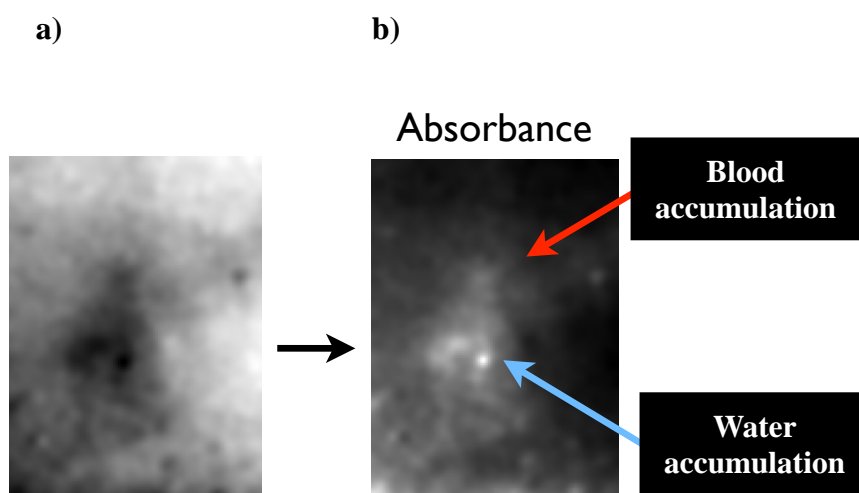 a)
b)
Absorbance
Blood
accumulation
Water
accumulation